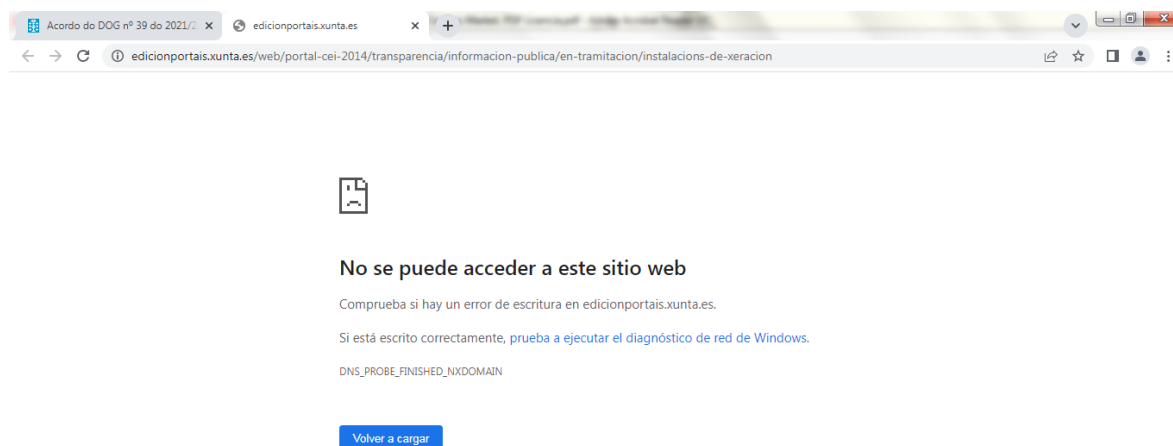 Acordo do DOG nº 39 do 2021/2
edicionportais.xunta.es
edicionportais.xunta.es/web/portal-cei-2014/transparencia/informacion-publica/en-tramitacion/instalacions-de-xeracion
No se puede acceder a este sitio web
Comprueba si hay un error de escritura en edicionportais.xunta.es.
Si está escrito correctamente, prueba a ejecutar el diagnóstico de red de Windows.
DNS_PROBE_FINISHED_NXDOMAIN
Volver a cargar